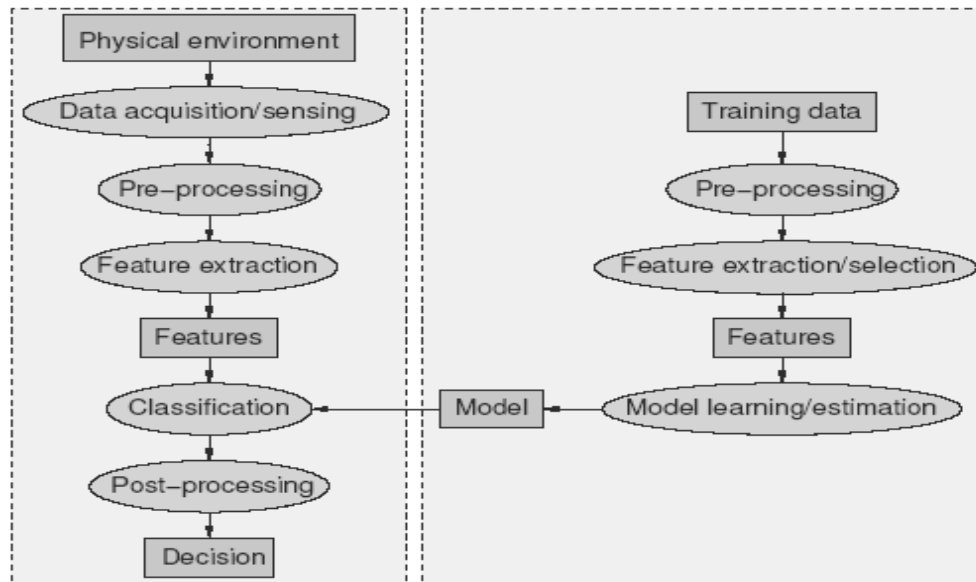 Physical environment
Data acquisition/sensing
Pre−processing
Feature extraction
Features
Classification
Post−processing
Decision
Training data
Pre−processing
Feature extraction/selection
Features
Model learning/estimation
Model